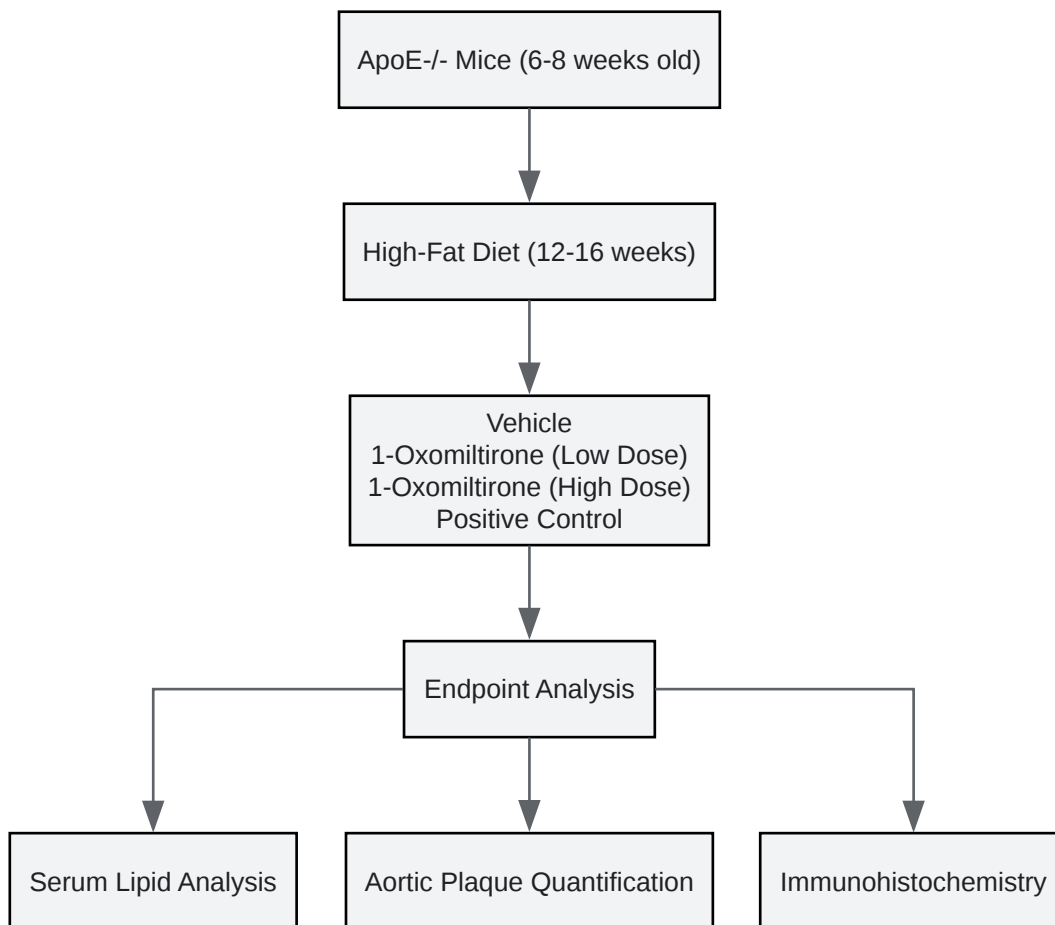 ApoE-/- Mice (6-8 weeks old)
High-Fat Diet (12-16 weeks)
Vehicle
1-Oxomiltirone (Low Dose)
1-Oxomiltirone (High Dose)
Positive Control
Endpoint Analysis
Serum Lipid Analysis
Aortic Plaque Quantification
Immunohistochemistry